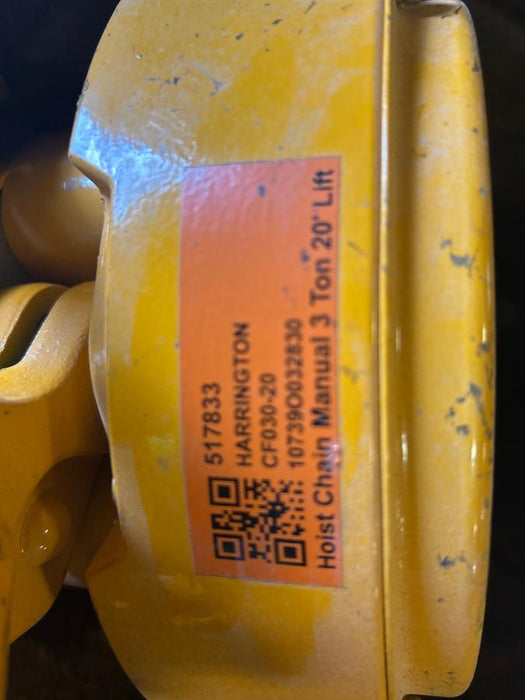 517833
HARRINGTON
CF030-20
10739O032830
Hoist Chain Manual 3 Ton 20' Lift